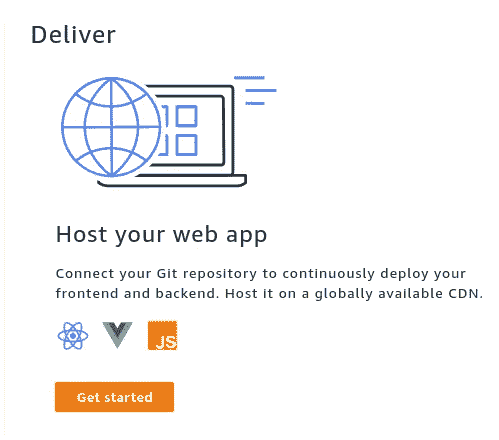 Deliver
Host your web app
Connect your Git repository to continuously deploy your
frontend and backend. Host it on a globally available CDN.
JS
Get started